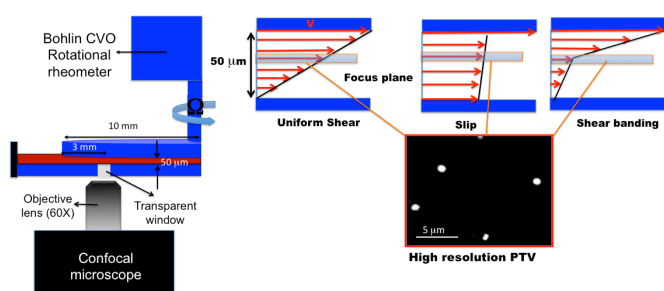 Bohlin CVO
Rotational
rheometer
Ω
10 mm
3 mm
50 µm
Objective
lens (60X)
Transparent
window
Confocal
microscope
V
50 µm
Focus plane
Uniform Shear
Slip
Shear banding
5 µm
High resolution PTV